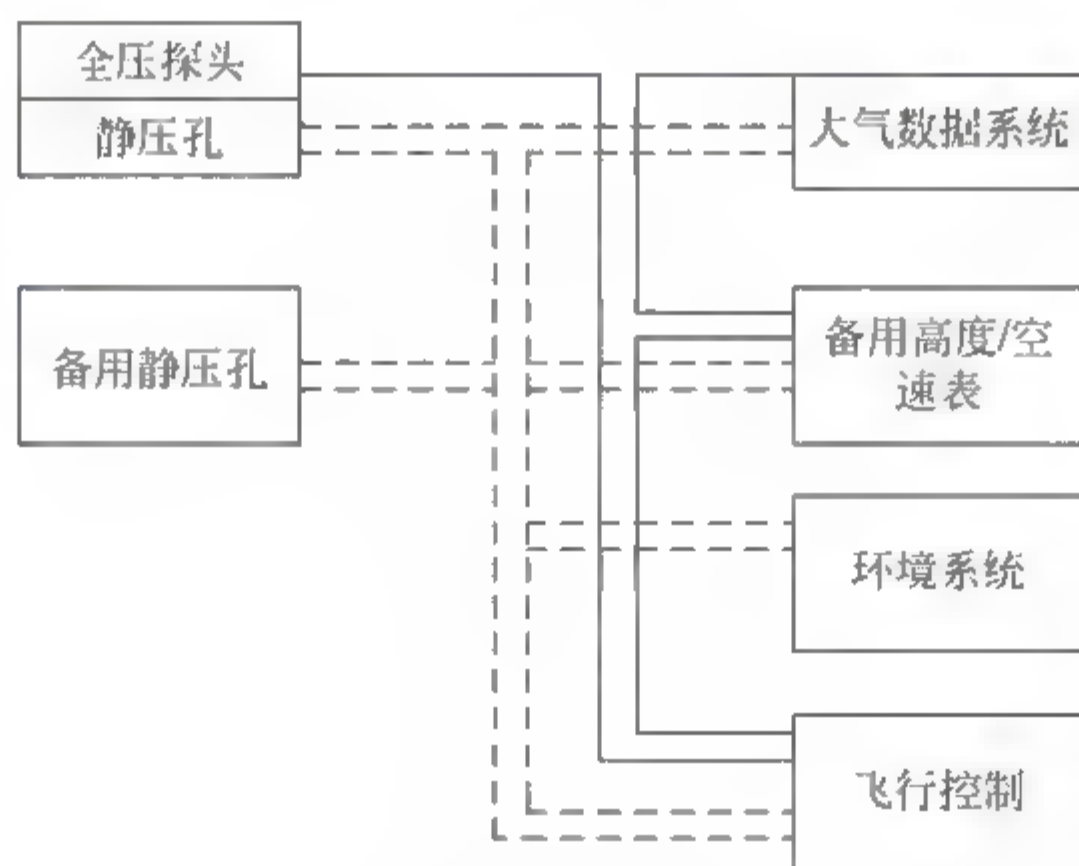 全压探头
静压孔
大气数据系统
备用静压孔
备用高度/空
速表
环境系统
飞行控制